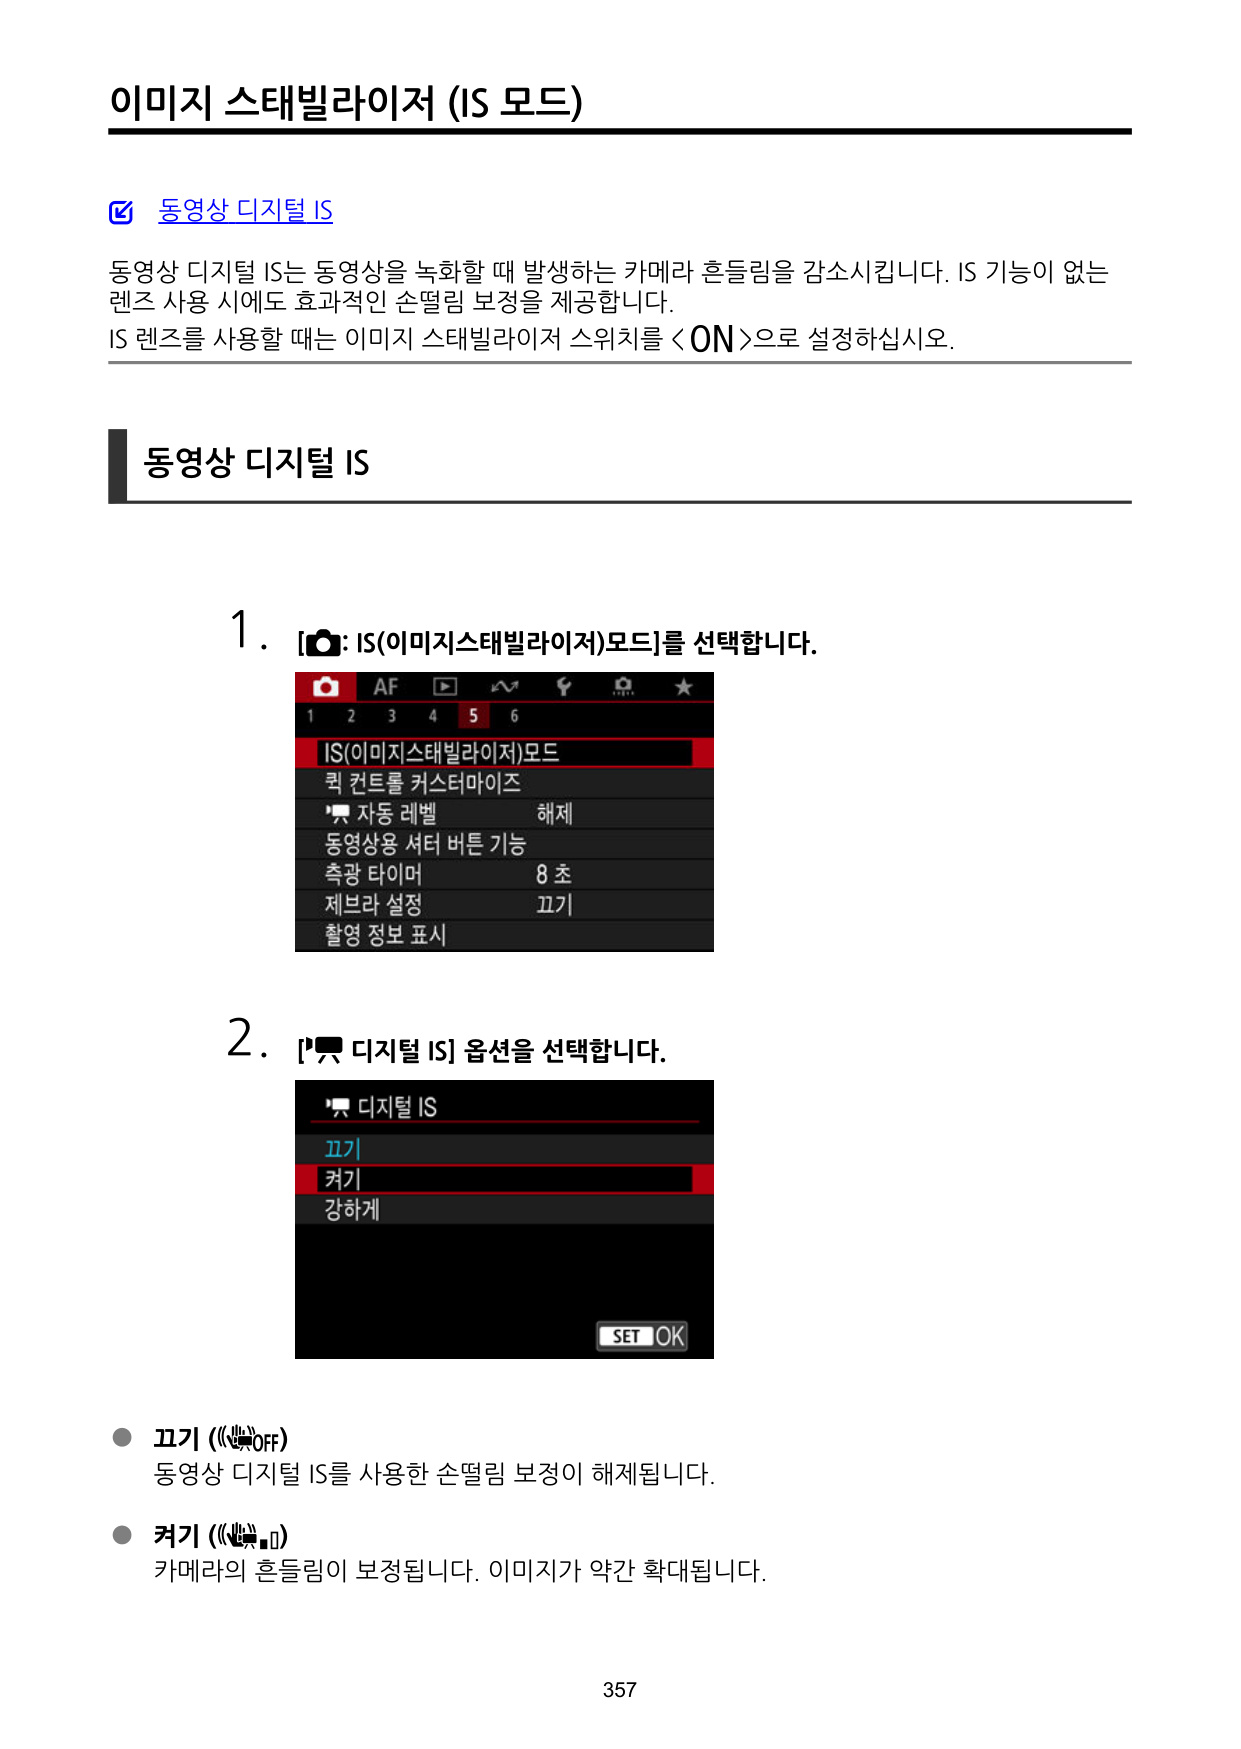 이미지 스태빌라이저 (IS 모드)
동영상 디지털 IS
동영상 디지털 IS는 동영상을 녹화할 때 발생하는 카메라 흔들림을 감소시킵니다. IS 기능이 없는
렌즈 사용 시에도 효과적인 손떨림 보정을 제공합니다.
IS 렌즈를 사용할 때는 이미지 스태빌라이저 스위치를 <ON>으로 설정하십시오.
동영상 디지털 IS
1. [: IS(이미지스태빌라이저)모드]를 선택합니다.
AF
1 2 3 4 5 6
IS(이미지스태빌라이저)모드
퀵 컨트롤 커스터마이즈
자동 레벨 해제
동영상용 셔터 버튼 기능
측광 타이머 8 초
제브라 설정 끄기
촬영 정보 표시
2. [ 디지털 IS] 옵션을 선택합니다.
디지털 IS
끄기
켜기
강하게
SET OK
● 끄기 (OFF)
동영상 디지털 IS를 사용한 손떨림 보정이 해제됩니다.
● 켜기 ()
카메라의 흔들림이 보정됩니다. 이미지가 약간 확대됩니다.
357